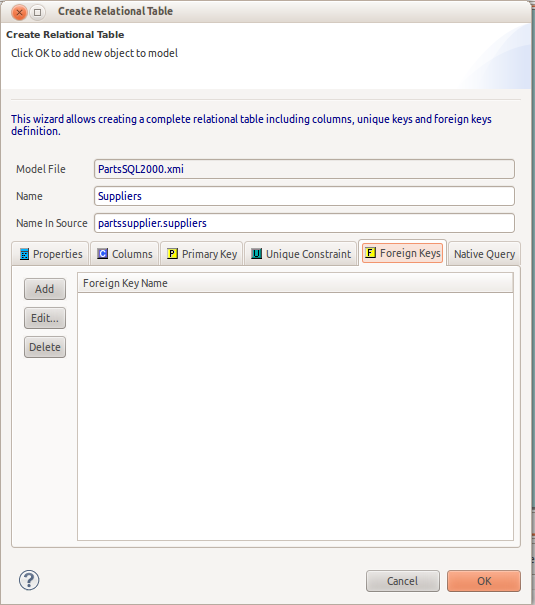 Create Relational Table
Create Relational Table
Click OK to add new object to model
This wizard allows creating a complete relational table including columns, unique keys and foreign keys
definition.
Model File PartsSQL2000.xmi
Name Suppliers
Name In Source partssupplier.suppliers
Properties C Columns P Primary Key U Unique Constraint F Foreign Keys Native Query
Add Foreign Key Name
Edit...
Delete
? Cancel OK